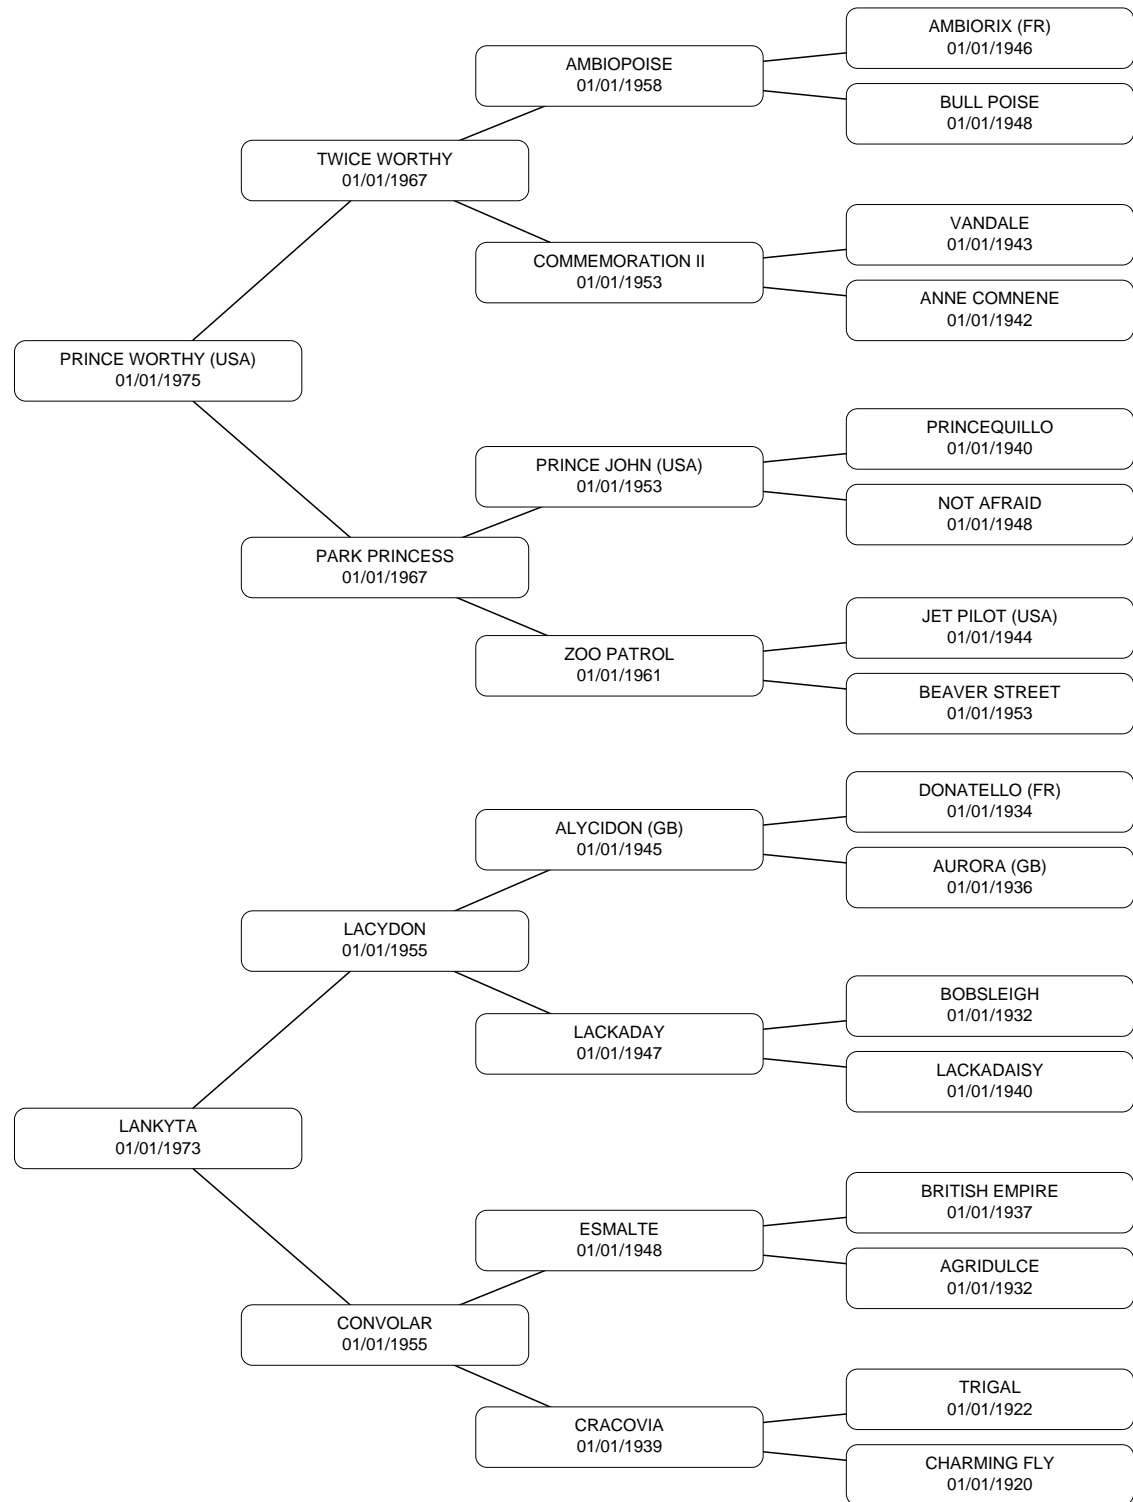 AMBIORIX (FR)
01/01/1946
AMBIOPOISE
01/01/1958
BULL POISE
01/01/1948
TWICE WORTHY
01/01/1967
VANDALE
01/01/1943
COMMEMORATION II
01/01/1953
ANNE COMNENE
01/01/1942
PRINCE WORTHY (USA)
01/01/1975
PRINCEQUILLO
01/01/1940
PRINCE JOHN (USA)
01/01/1953
NOT AFRAID
01/01/1948
PARK PRINCESS
01/01/1967
JET PILOT (USA)
01/01/1944
ZOO PATROL
01/01/1961
BEAVER STREET
01/01/1953
DONATELLO (FR)
01/01/1934
ALYCIDON (GB)
01/01/1945
AURORA (GB)
01/01/1936
LACYDON
01/01/1955
BOBSLEIGH
01/01/1932
LACKADAY
01/01/1947
LACKADAISY
01/01/1940
LANKYTA
01/01/1973
BRITISH EMPIRE
01/01/1937
ESMALTE
01/01/1948
AGRIDULCE
01/01/1932
CONVOLAR
01/01/1955
TRIGAL
01/01/1922
CRACOVIA
01/01/1939
CHARMING FLY
01/01/1920